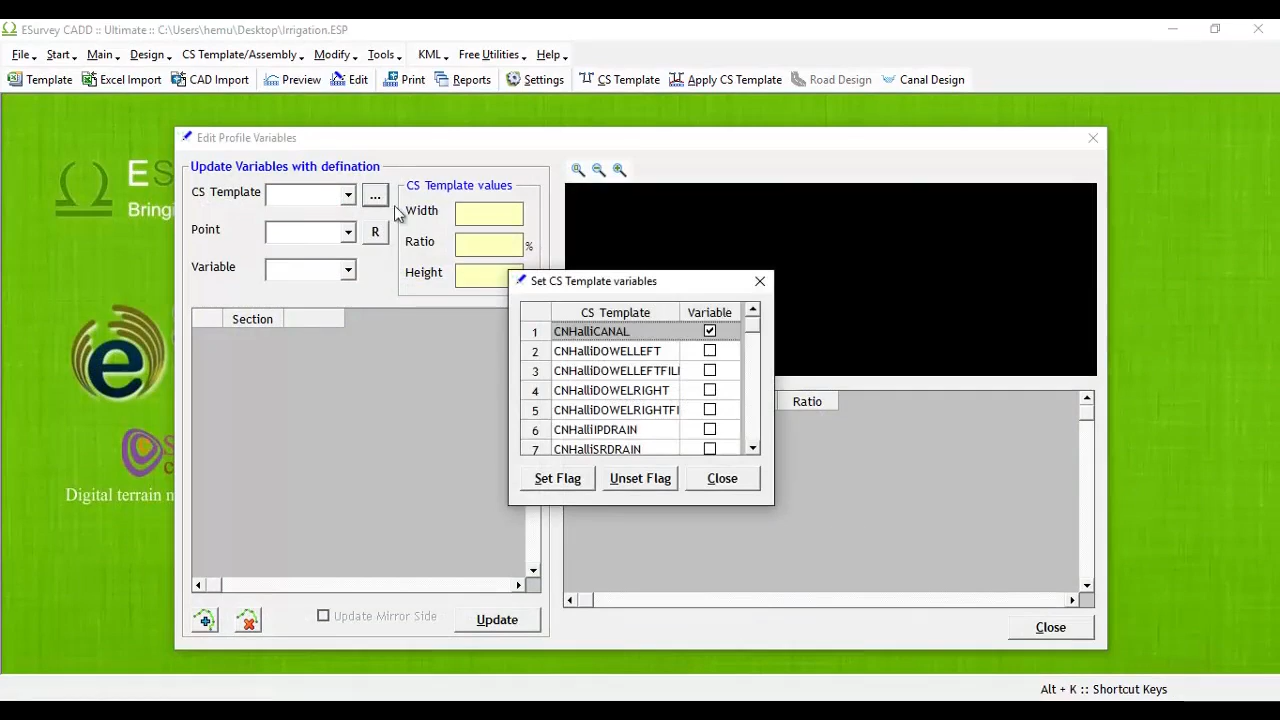 ESurvey CADD :: Ultimate :: C:\Users\hemu\Desktop\Irrigation.ESP
File Start Main Design CS Template/Assembly Modify Tools KML Free Utilities Help
Template Excel Import CAD Import Preview Edit Print Reports Settings CS Template Apply CS Template Road Design Canal Design
Edit Profile Variables
Update Variables with defination
CS Template ...
Point R
Variable
CS Template values
Width
Ratio %
Height
Section
Ratio
Set CS Template variables
CS Template Variable
1 CNHalliCANAL
2 CNHalliDOWELLEFT
3 CNHalliDOWELLEFTFILI
4 CNHalliDOWELRIGHT
5 CNHalliDOWELRIGHTFI
6 CNHalliIPDRAIN
7 CNHalliSRDRAIN
Set Flag Unset Flag Close
Update Mirror Side Update
Close
E
Bring
Digital terrain
Alt + K :: Shortcut Keys